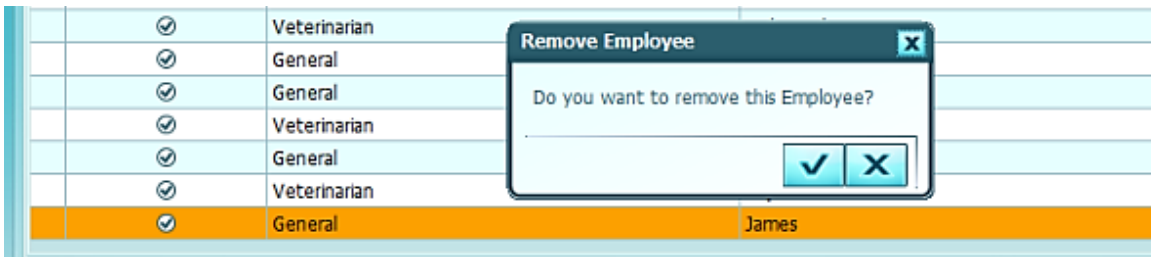 Veterinarian
Remove Employee
General
General
Do you want to remove this Employee?
Veterinarian
General
Veterinarian
General James